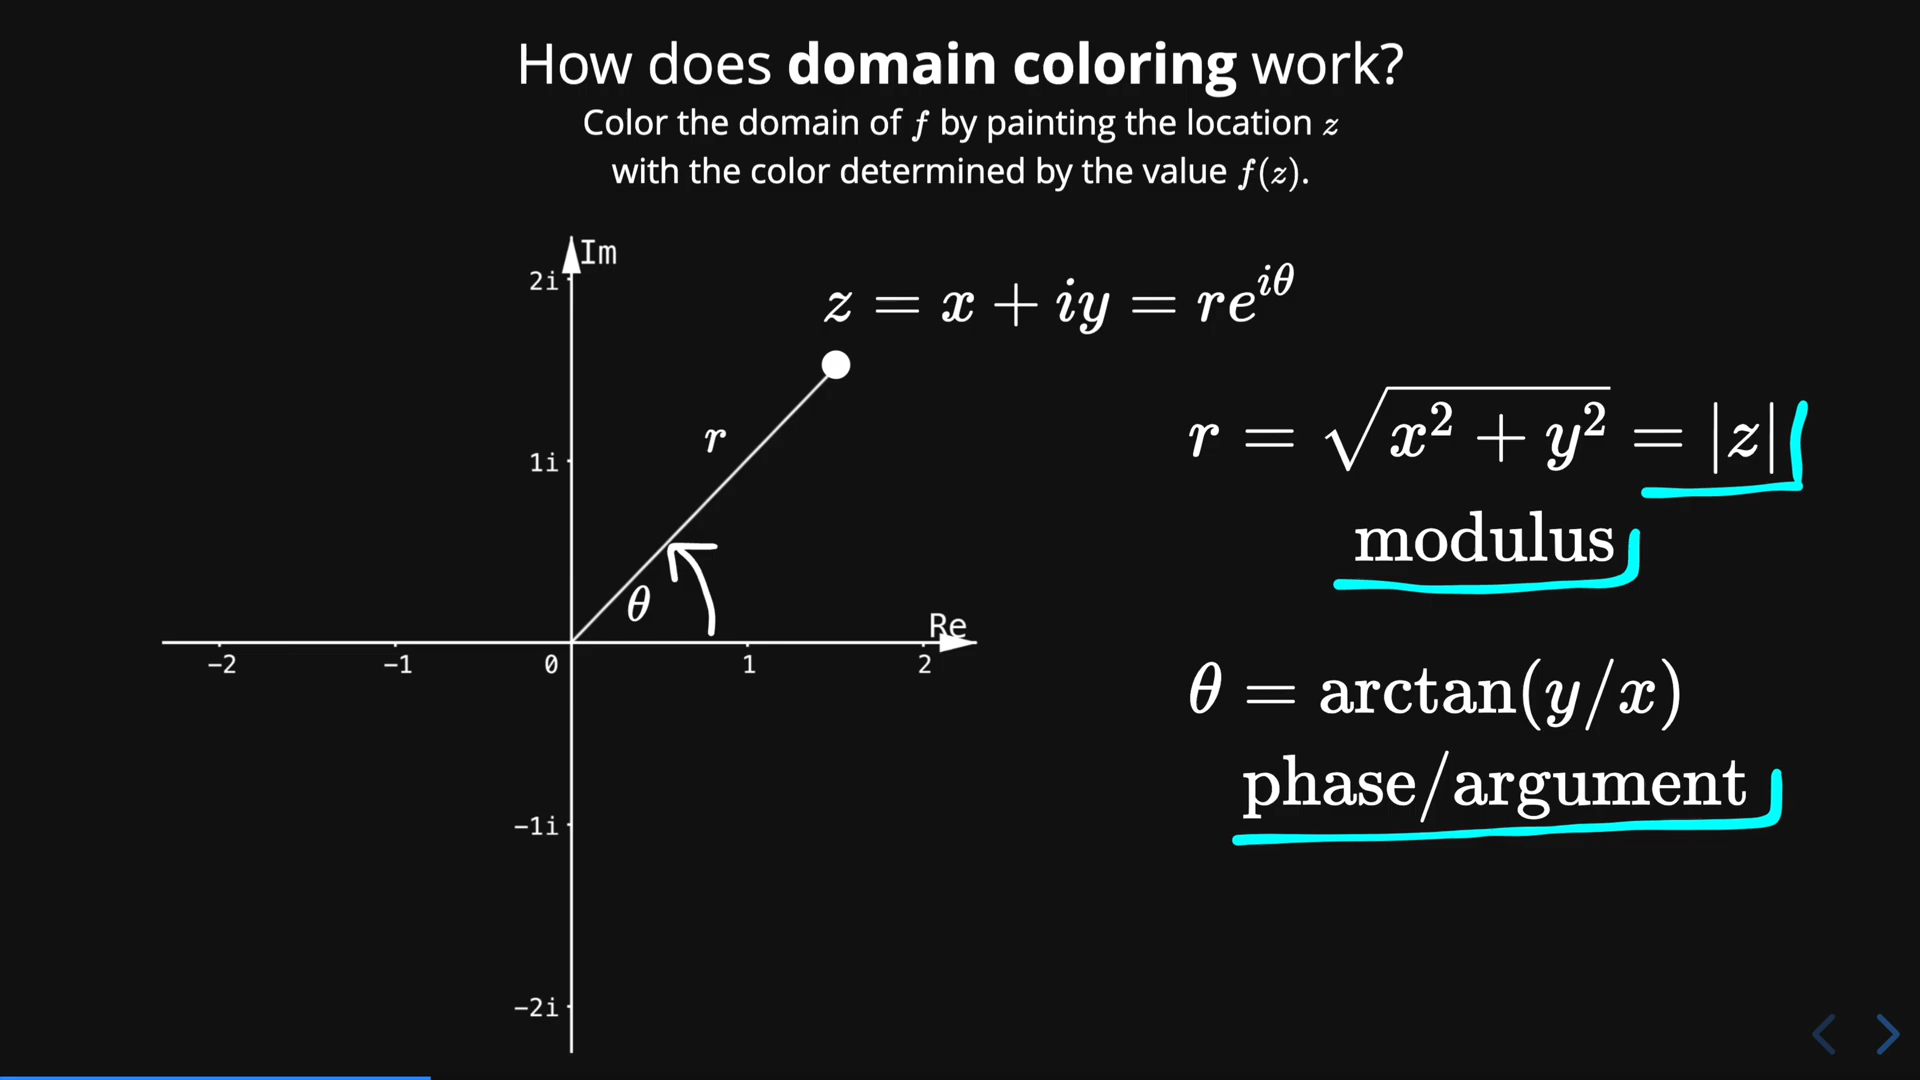 How does domain coloring work?
Color the domain of f by painting the location z
with the color determined by the value f(z).
Im
2i
z = x + iy = re^{iθ}
r = √(x² + y²) = |z|
r
1i
modulus
θ
Re
−2 −1 0 1 2
θ = arctan(y/x)
phase/argument
−1i
−2i